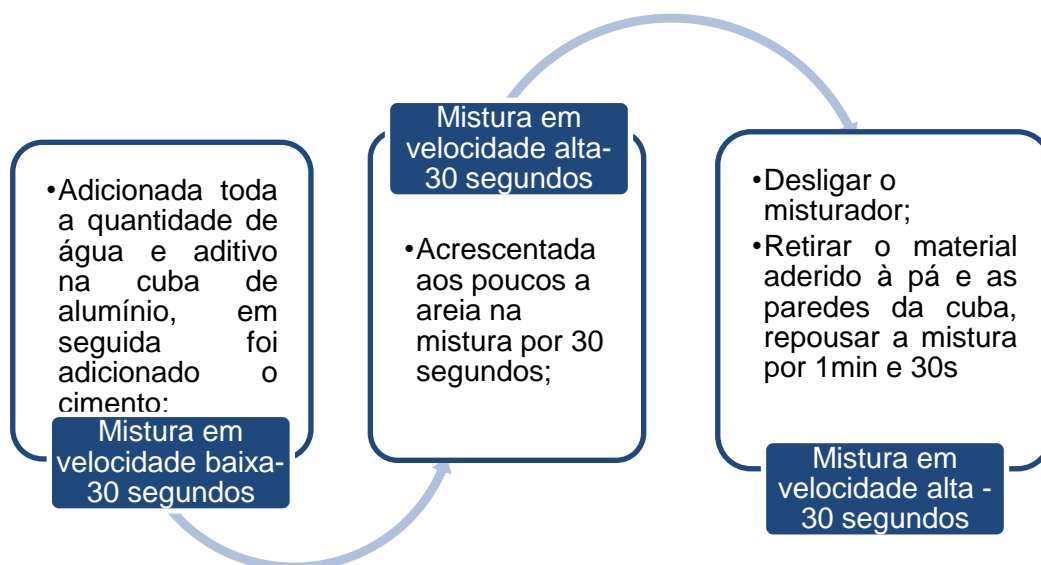 •Adicionada toda
a quantidade de
água e aditivo
na cuba de
alumínio, em
seguida foi
adicionado o
cimento;
Mistura em
velocidade baixa-
30 segundos
Mistura em
velocidade alta-
30 segundos
•Acrescentada
aos poucos a
areia na
mistura por 30
segundos;
•Desligar o
misturador;
•Retirar o material
aderido à pá e as
paredes da cuba,
repousar a mistura
por 1min e 30s
Mistura em
velocidade alta -
30 segundos